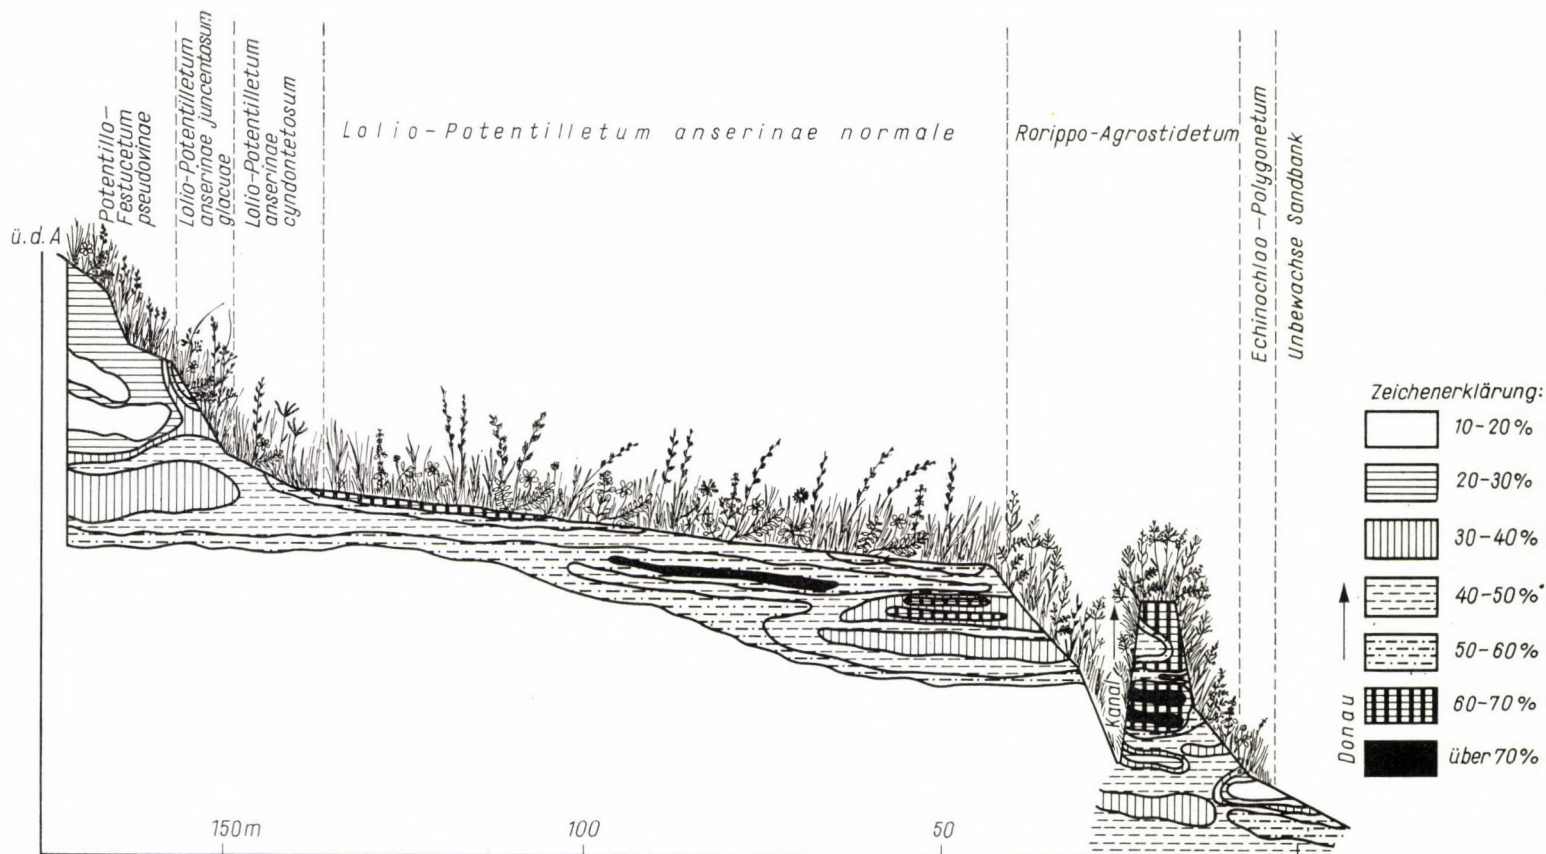 Potentillo-
Festucetum
pseudovinae
Lolio-Potentilletum
anserinae juncentosum
glacuae
Lolio-Potentilletum
anserinae
cyndontetosum
Lolio-Potentilletum anserinae normale
Rorippo-Agrostidetum
Echinochloo-Polygonetum
Unbewachse Sandbank
ü.d.A
Kanal
Donau
Zeichenerklärung:
10-20%
20-30%
30-40%
40-50%
50-60%
60-70%
über 70%
150m
100
50